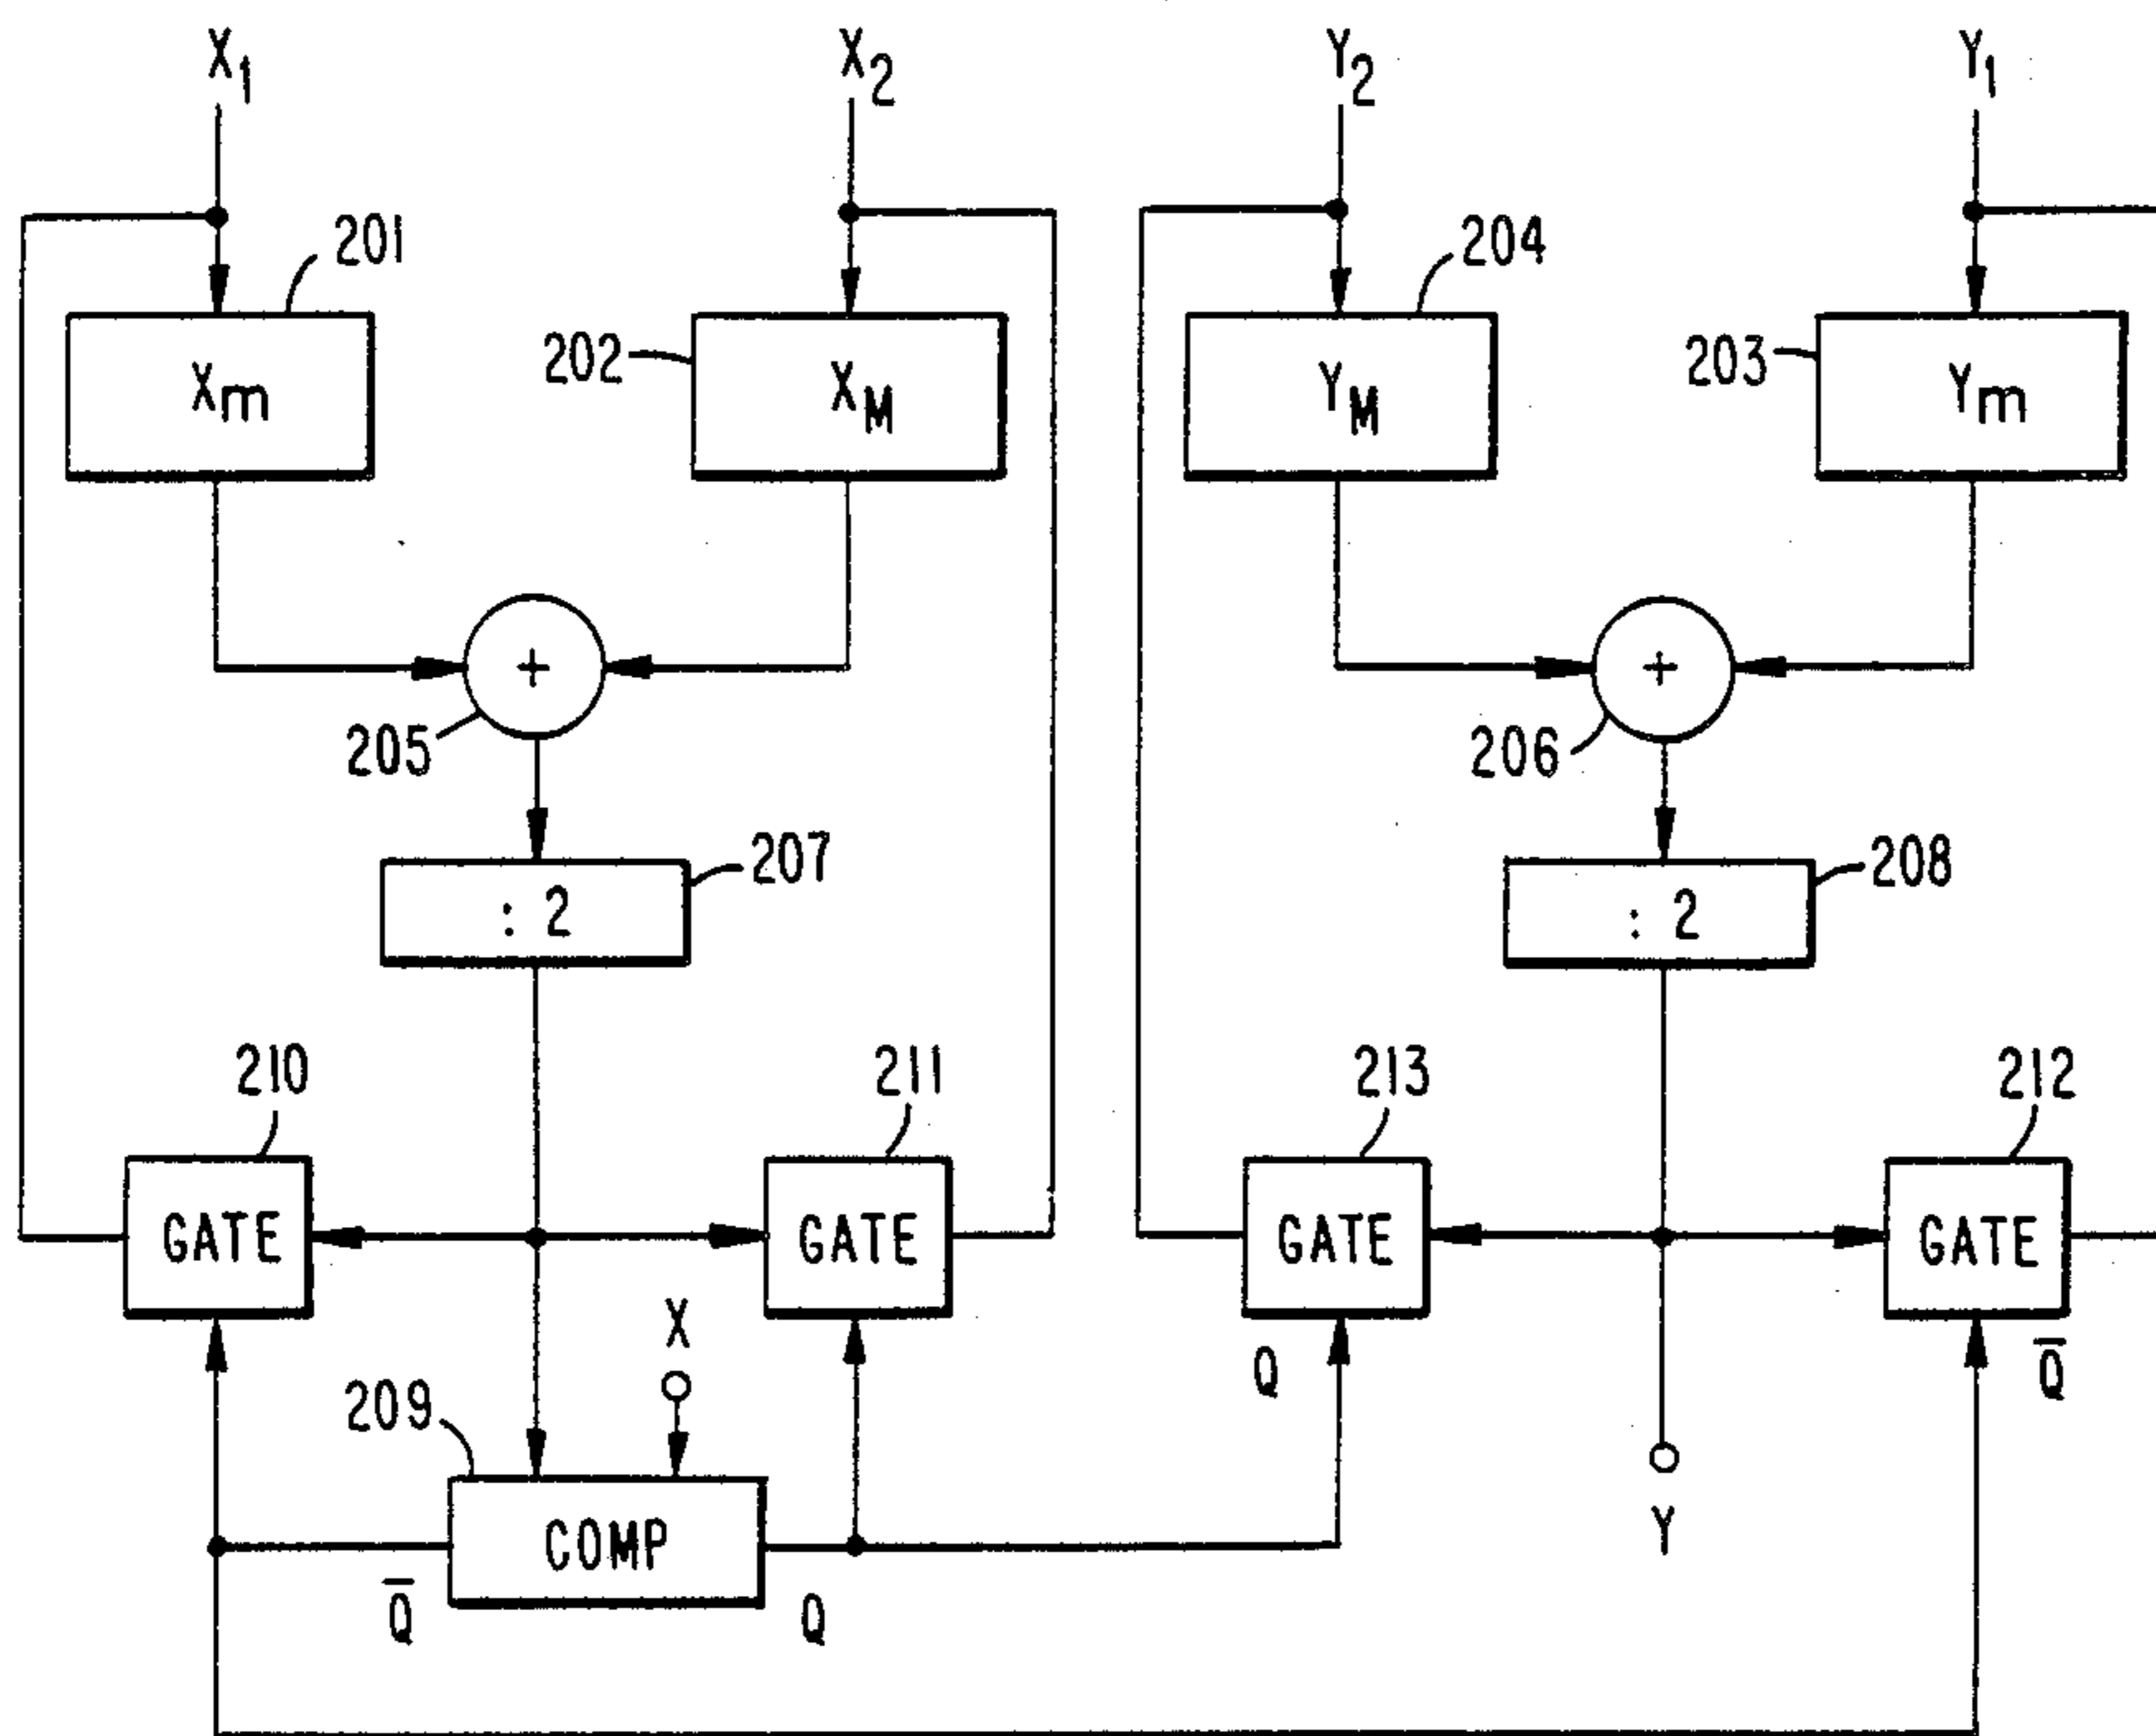 X1 X2 Y2 Y1
201 204
202 203
Xm XM YM Ym
+ +
205 206
207 208
: 2 : 2
210 211 213 212
GATE GATE GATE GATE
X
Q Q̅
209
COMP Y
Q̅ Q